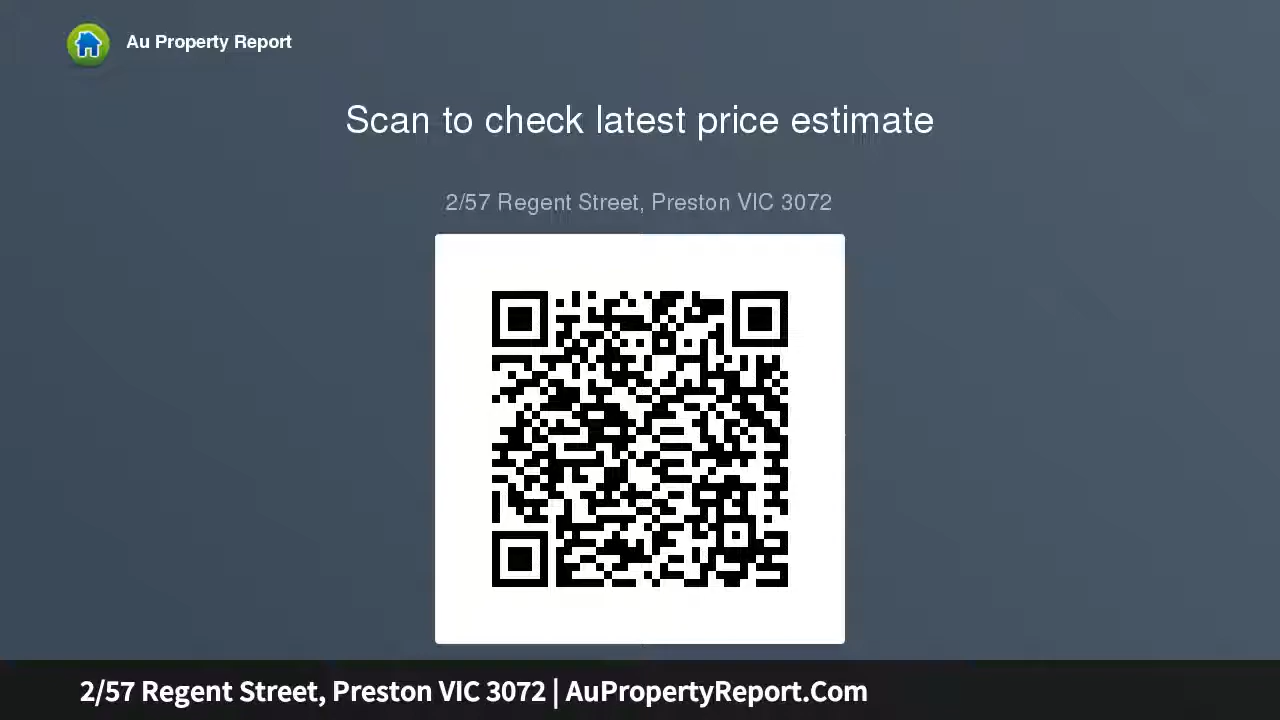 Au Property Report
Scan to check latest price estimate
2/57 Regent Street, Preston VIC 3072
2/57 Regent Street, Preston VIC 3072 | AuPropertyReport.Com